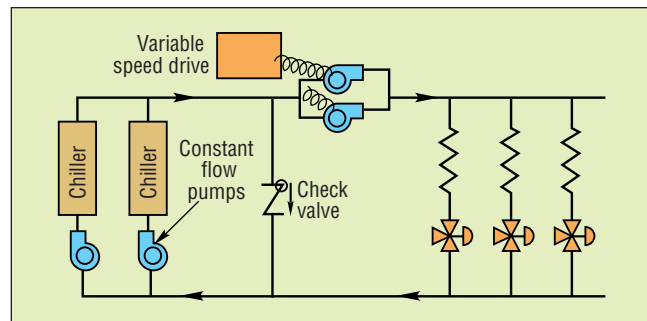 Variable
speed drive
Chiller
Chiller
Constant
flow
pumps
Check
valve